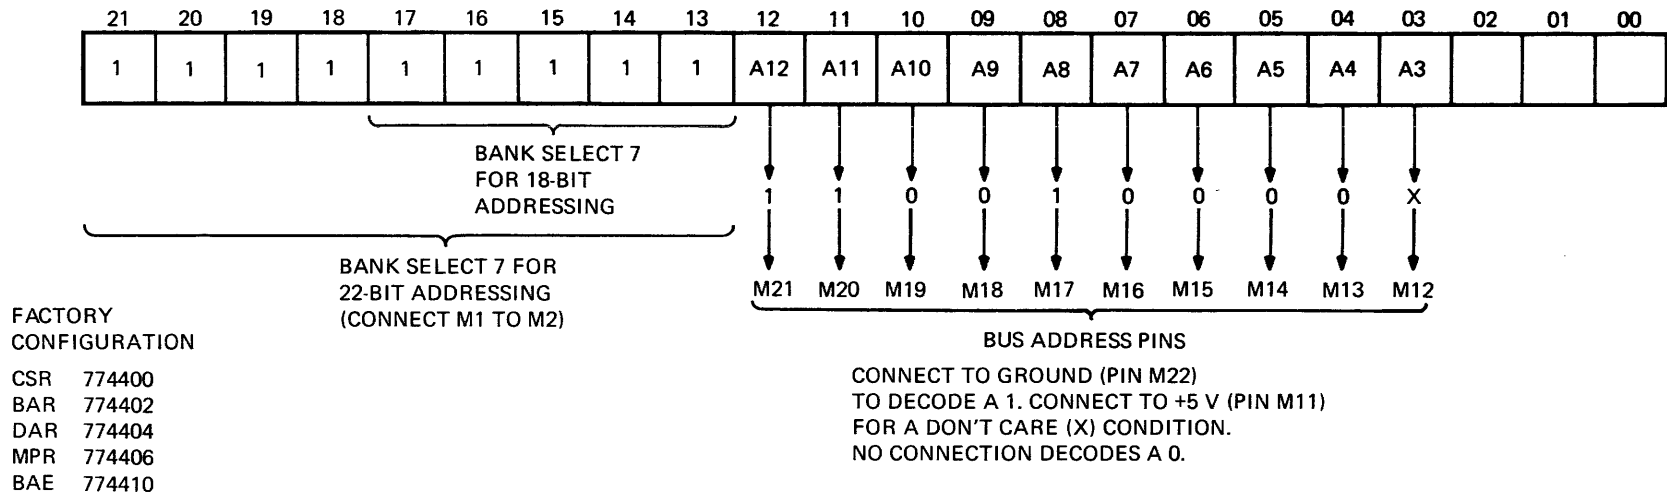 21 20 19 18 17 16 15 14 13 12 11 10 09 08 07 06 05 04 03 02 01 00
1 1 1 1 1 1 1 1 1 A12 A11 A10 A9 A8 A7 A6 A5 A4 A3
BANK SELECT 7
FOR 18-BIT
ADDRESSING
1 1 0 0 1 0 0 0 0 X
BANK SELECT 7 FOR
22-BIT ADDRESSING
(CONNECT M1 TO M2)
M21 M20 M19 M18 M17 M16 M15 M14 M13 M12
BUS ADDRESS PINS
CONNECT TO GROUND (PIN M22)
TO DECODE A 1. CONNECT TO +5 V (PIN M11)
FOR A DON'T CARE (X) CONDITION.
NO CONNECTION DECODES A 0.
FACTORY
CONFIGURATION
CSR 774400
BAR 774402
DAR 774404
MPR 774406
BAE 774410